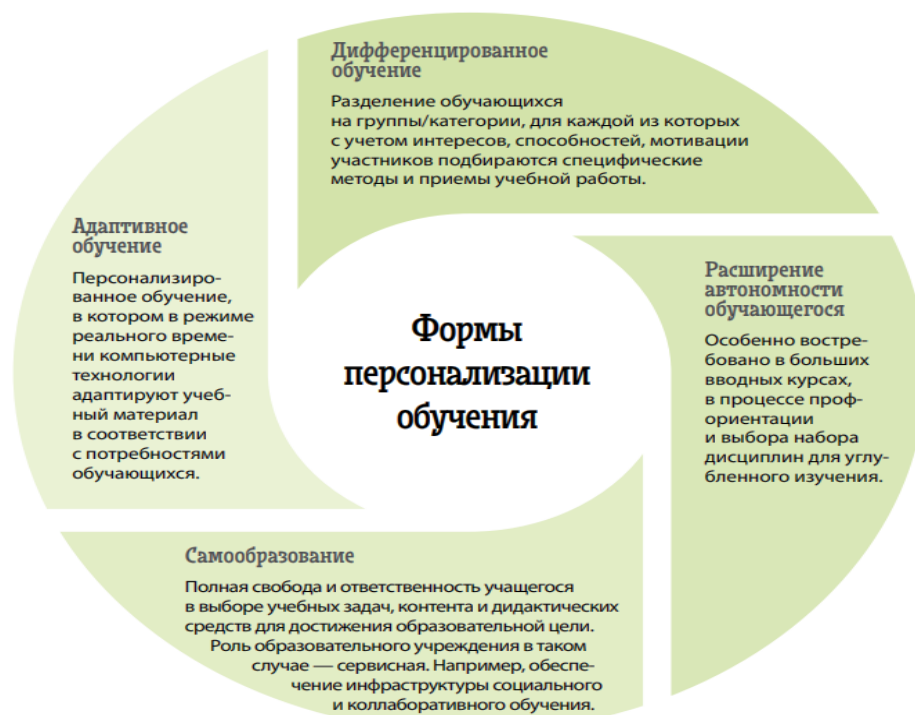 Дифференцированное
обучение
Разделение обучающихся
на группы/категории, для каждой из которых
с учетом интересов, способностей, мотивации
участников подбираются специфические
методы и приемы учебной работы.
Адаптивное
обучение
Персонализиро-
ванное обучение,
в котором в режиме
реального време-
ни компьютерные
технологии
адаптируют учеб-
ный материал
в соответствии
с потребностями
обучающихся.
Формы
персонализации
обучения
Расширение
автономности
обучающегося
Особенно востре-
бовано в больших
вводных курсах,
в процессе проф-
ориентации
и выбора набора
дисциплин для углу-
бленного изучения.
Самообразование
Полная свобода и ответственность учащегося
в выборе учебных задач, контента и дидактических
средств для достижения образовательной цели.
Роль образовательного учреждения в таком
случае — сервисная. Например, обеспе-
чение инфраструктуры социального
и коллаборативного обучения.